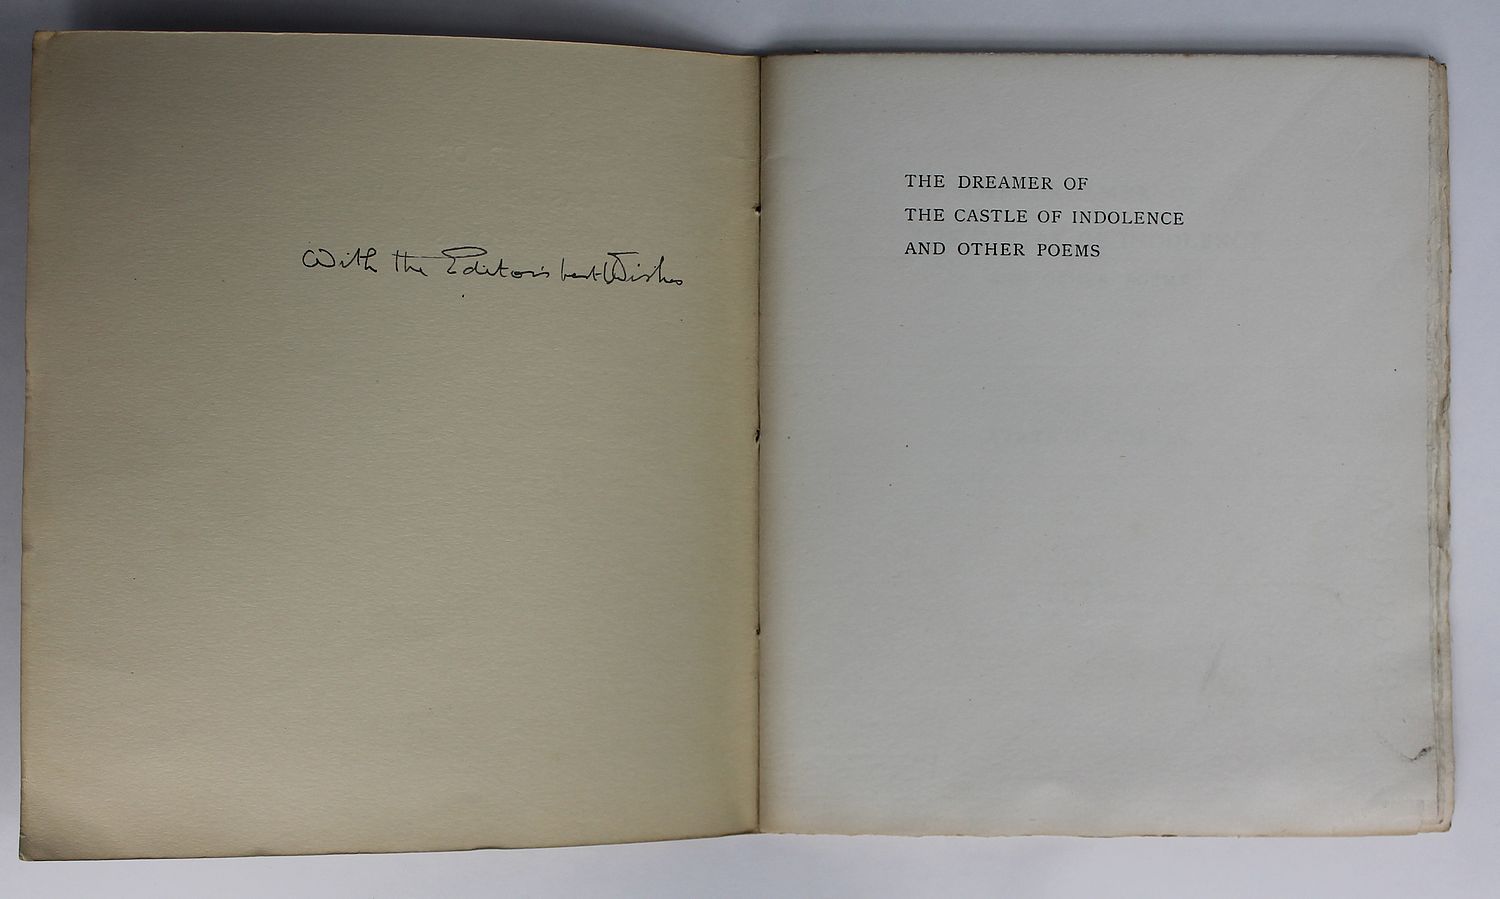 With the Editor's best Wishes
THE DREAMER OF
THE CASTLE OF INDOLENCE
AND OTHER POEMS